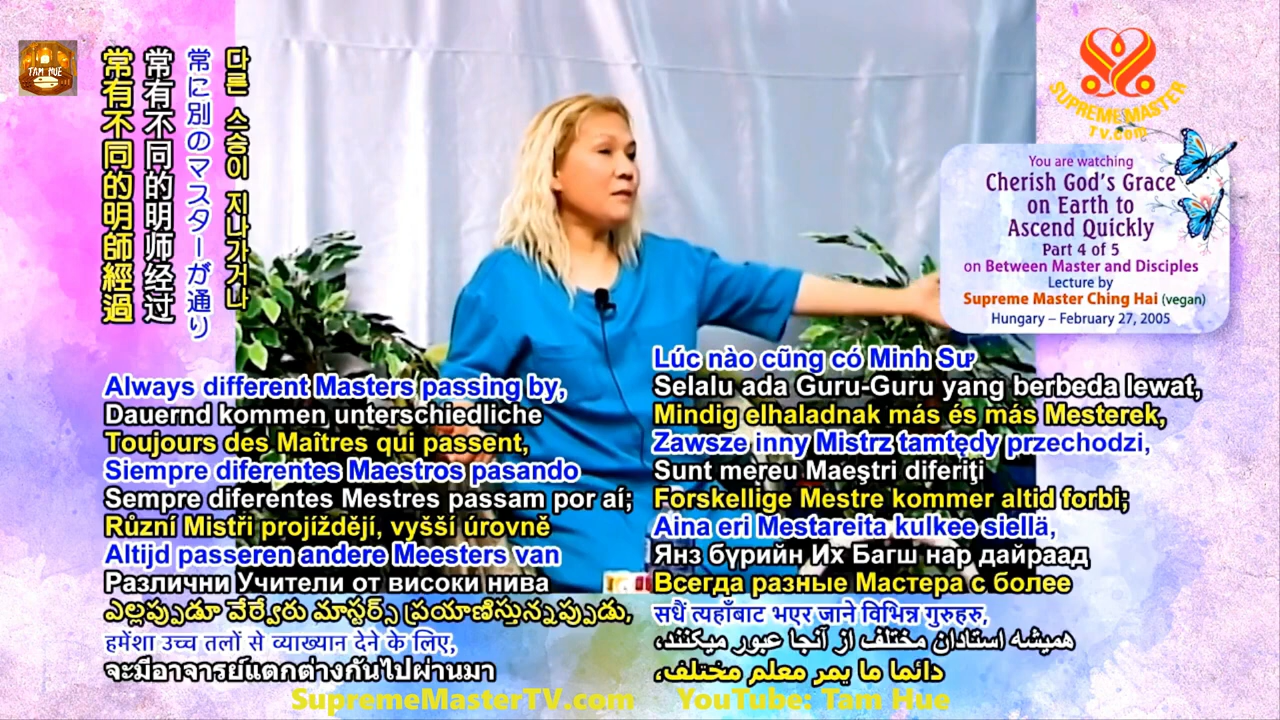 TAM HUE
常有不同的明師經過
常有不同的明师经过
常に別のマスターが通り
다른 스승이 지나가거나
SUPREME MASTER
TV.com
You are watching
Cherish God's Grace
on Earth to
Ascend Quickly
Part 4 of 5
on Between Master and Disciples
Lecture by
Supreme Master Ching Hai (vegan)
Hungary – February 27, 2005
Always different Masters passing by,
Dauernd kommen unterschiedliche
Toujours des Maîtres qui passent,
Siempre diferentes Maestros pasando
Sempre diferentes Mestres passam por aí;
Různí Mistři projíždějí, vyšší úrovně
Altijd passeren andere Meesters van
Различни Учители от високи нива
ఎల్లప్పుడూ వేర్వేరు మాస్టర్స్ ప్రయాణిస్తున్నప్పుడు,
हमेंशा उच्च तलों से व्याख्यान देने के लिए,
จะมีอาจารย์แตกต่างกันไปผ่านมา
Lúc nào cũng có Minh Sư
Selalu ada Guru-Guru yang berbeda lewat,
Mindig elhaladnak más és más Mesterek,
Zawsze inny Mistrz tamtędy przechodzi,
Sunt mereu Maeştri diferiţi
Forskellige Mestre kommer altid forbi;
Aina eri Mestareita kulkee siellä,
Янз бүрийн Их Багш нар дайраад
Всегда разные Мастера с более
सधैं त्यहाँबाट भएर जाने विभिन्न गुरुहरु,
همیشه استادان مختلف از آنجا عبور میکنند،
دائما ما يمر معلم مختلف،
SupremeMasterTV.com
YouTube: Tam Hue